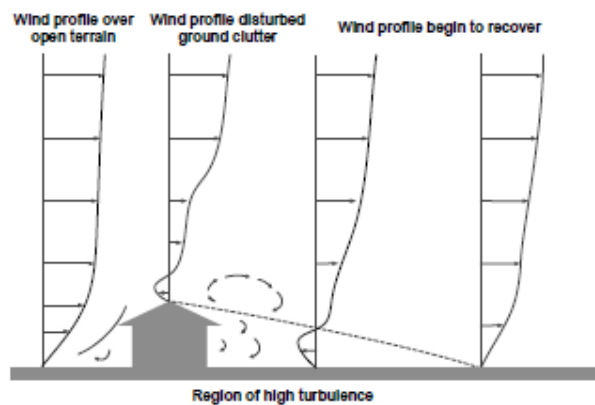 Wind profile over
open terrain
Wind profile disturbed
ground clutter
Wind profile begin to recover
Region of high turbulence